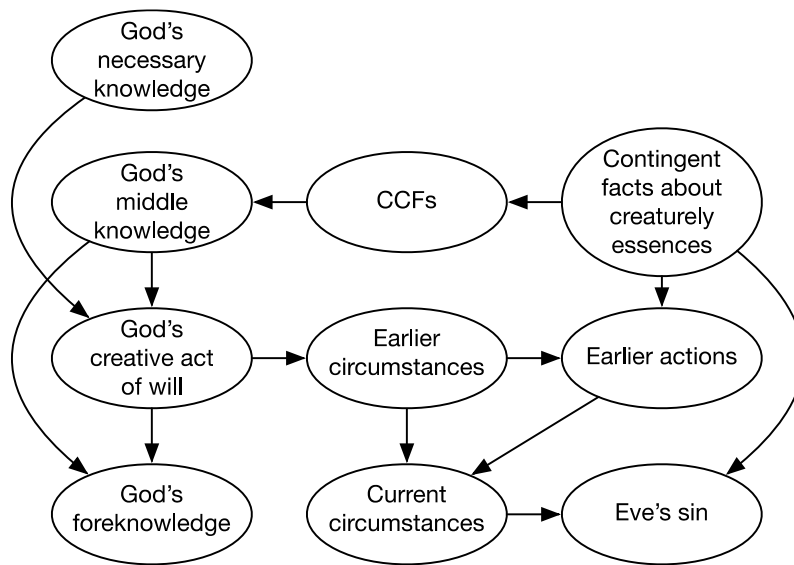 God’s
necessary
knowledge
God’s
middle
knowledge
CCFs
Contingent
facts about
creaturely
essences
God’s
creative act
of will
Earlier
circumstances
Earlier actions
God’s
foreknowledge
Current
circumstances
Eve’s sin